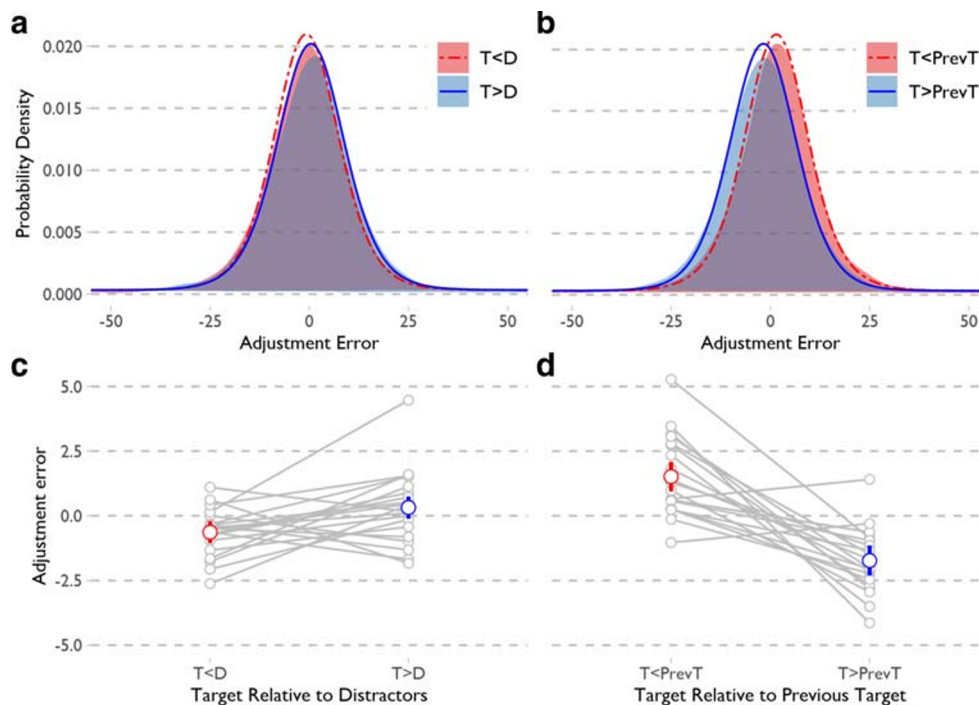 a
0.020
0.015
0.010
0.005
0.000
Probability Density
T<D
T>D
-50 -25 0 25 50
Adjustment Error
b
T<PrevT
T>PrevT
-50 -25 0 25 50
Adjustment Error
c
5.0
2.5
0.0
-2.5
-5.0
Adjustment error
T<D T>D
Target Relative to Distractors
d
T<PrevT T>PrevT
Target Relative to Previous Target